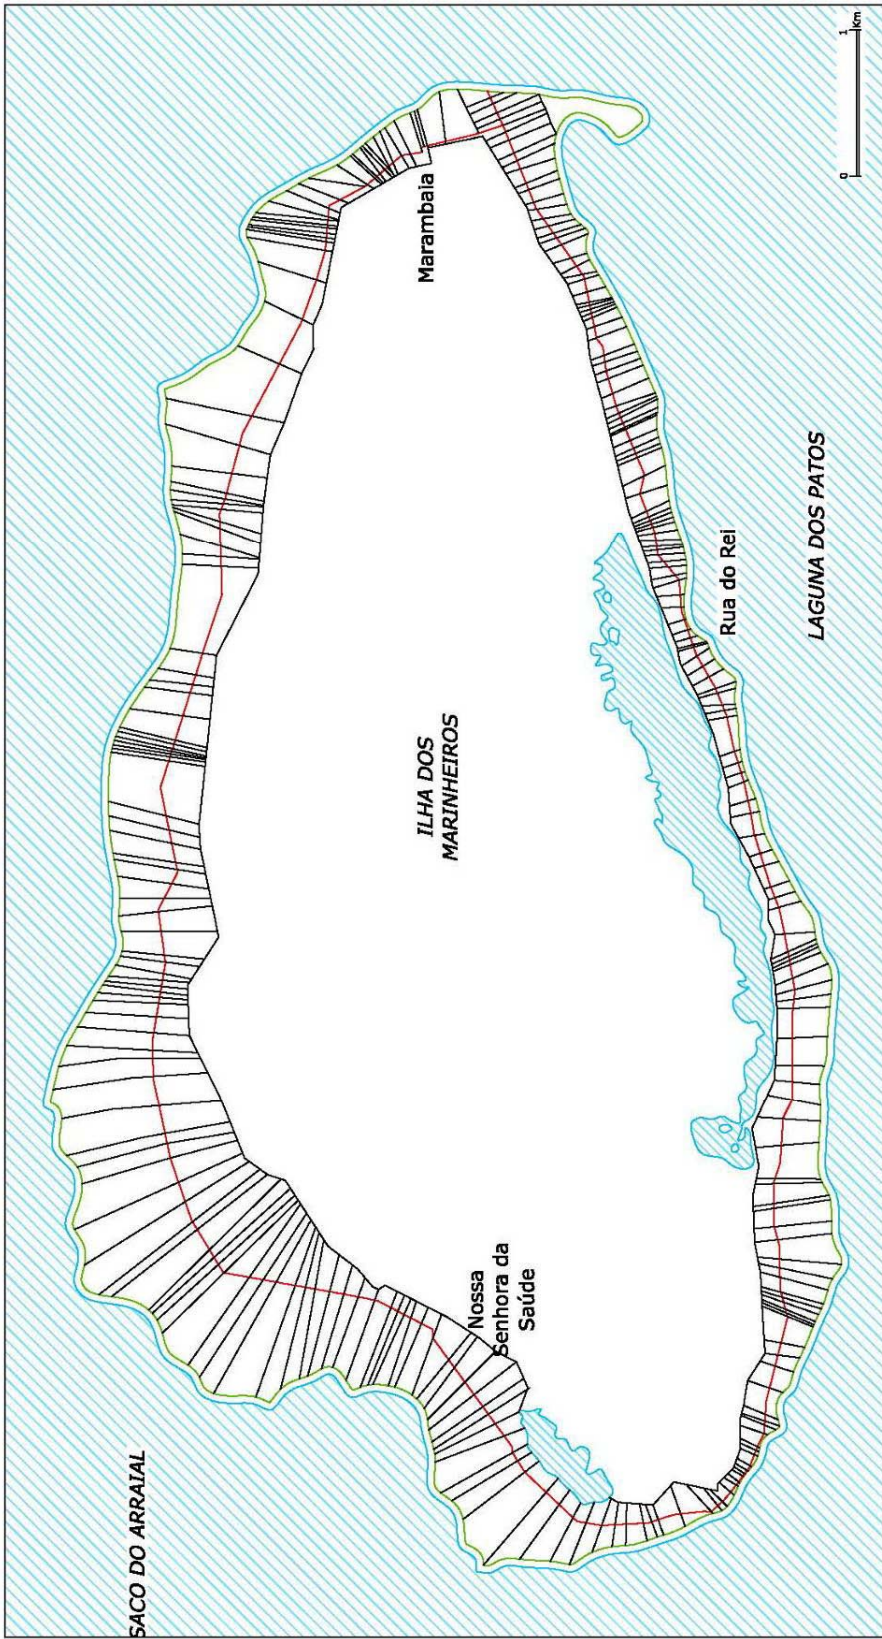 SACO DO ARRAIAL
Nossa
Senhora da
Saúde
ILHA DOS
MARINHEIROS
Marambaia
Rua do Rei
LAGUNA DOS PATOS
0 1
Km